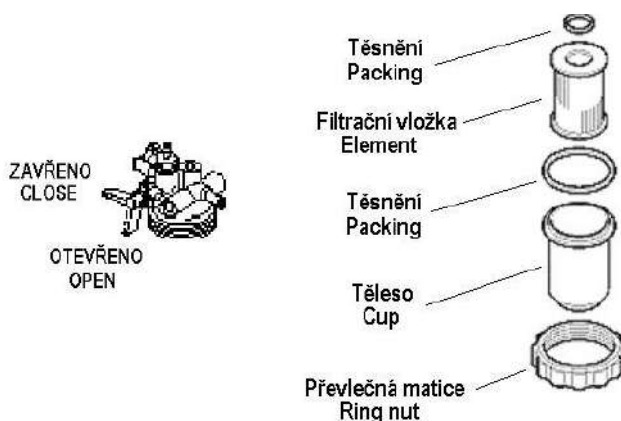 ZAVŘENO
CLOSE
OTEVŘENO
OPEN
Těsnění
Packing
Filtrační vložka
Element
Těsnění
Packing
Těleso
Cup
Převlečná matice
Ring nut